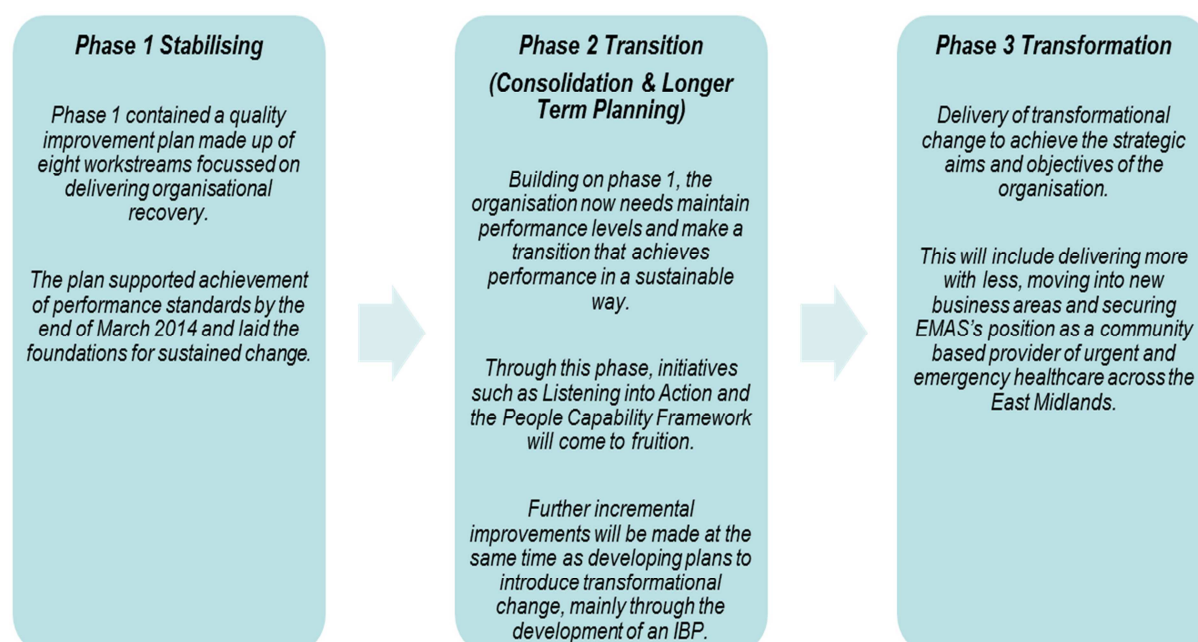 Phase 1 Stabilising
Phase 1 contained a quality
improvement plan made up of
eight workstreams focussed on
delivering organisational
recovery.
The plan supported achievement
of performance standards by the
end of March 2014 and laid the
foundations for sustained change.
Phase 2 Transition
(Consolidation & Longer
Term Planning)
Building on phase 1, the
organisation now needs maintain
performance levels and make a
transition that achieves
performance in a sustainable
way.
Through this phase, initiatives
such as Listening into Action and
the People Capability Framework
will come to fruition.
Further incremental
improvements will be made at the
same time as developing plans to
introduce transformational
change, mainly through the
development of an IBP.
Phase 3 Transformation
Delivery of transformational
change to achieve the strategic
aims and objectives of the
organisation.
This will include delivering more
with less, moving into new
business areas and securing
EMAS's position as a community
based provider of urgent and
emergency healthcare across the
East Midlands.